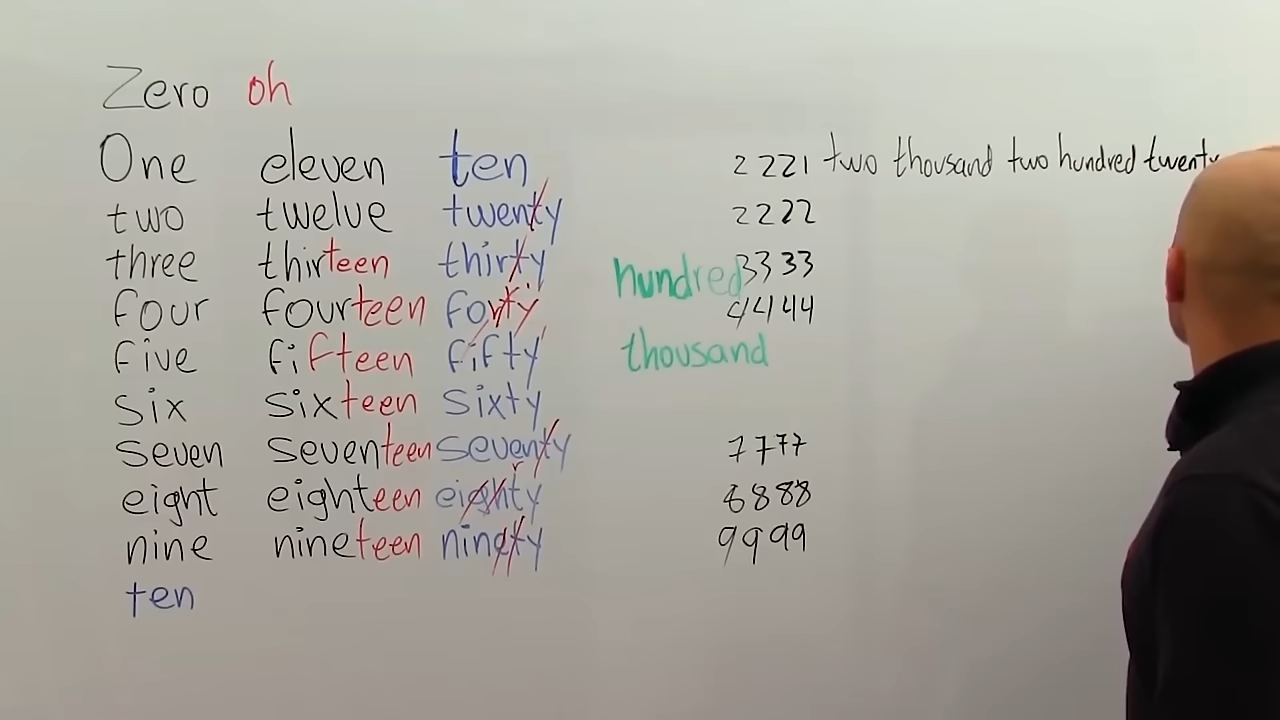 Zero oh
One eleven ten
two twelve twenty
three thirteen thirty
four fourteen forty
five fifteen fifty
six sixteen sixty
seven seventeen seventy
eight eighteen eighty
nine nineteen ninety
ten
hundred
thousand
2221 two thousand two hundred twenty
2222
3333
4444
7777
8888
9999